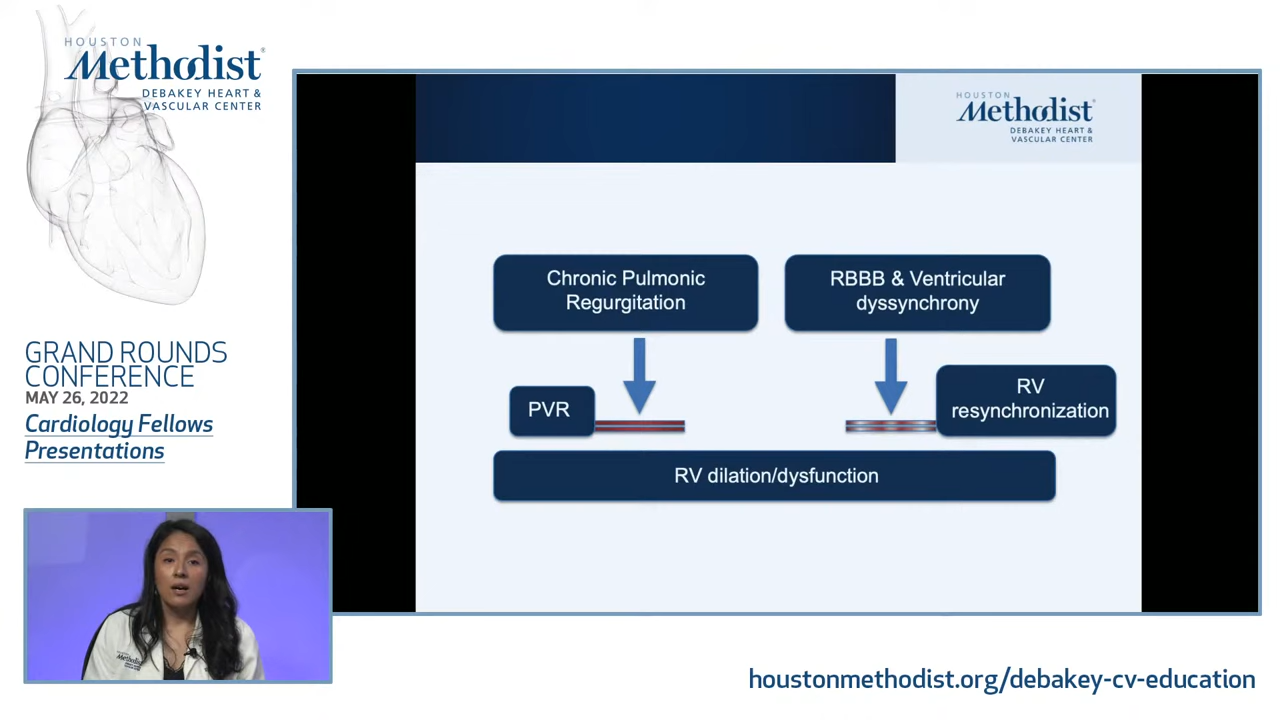 HOUSTON
Methodist®
DEBAKEY HEART &
VASCULAR CENTER
GRAND ROUNDS
CONFERENCE
MAY 26, 2022
Cardiology Fellows
Presentations
HOUSTON
Methodist®
DEBAKEY HEART &
VASCULAR CENTER
Chronic Pulmonic
Regurgitation
RBBB & Ventricular
dyssynchrony
PVR
RV
resynchronization
RV dilation/dysfunction
Methodist
houstonmethodist.org/debakey-cv-education